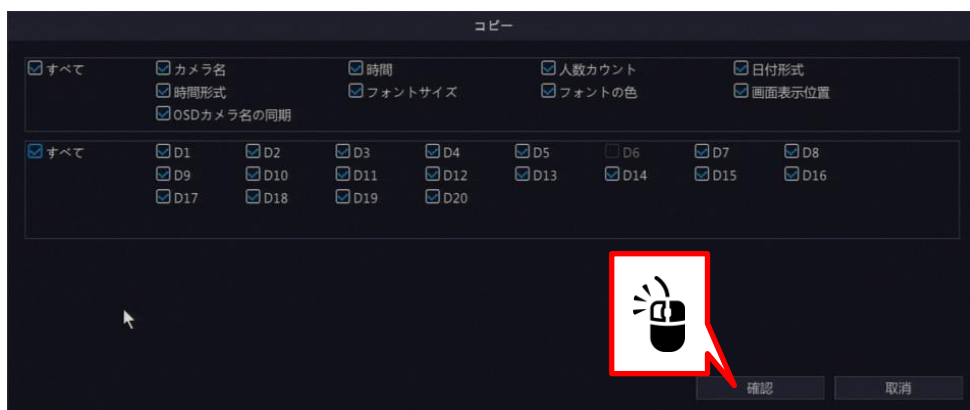 コピー
すべて カメラ名 時間 人数カウント 日付形式
時間形式 フォントサイズ フォントの色 画面表示位置
OSDカメラ名の同期
すべて D1 D2 D3 D4 D5 D6 D7 D8
D9 D10 D11 D12 D13 D14 D15 D16
D17 D18 D19 D20
確認 取消